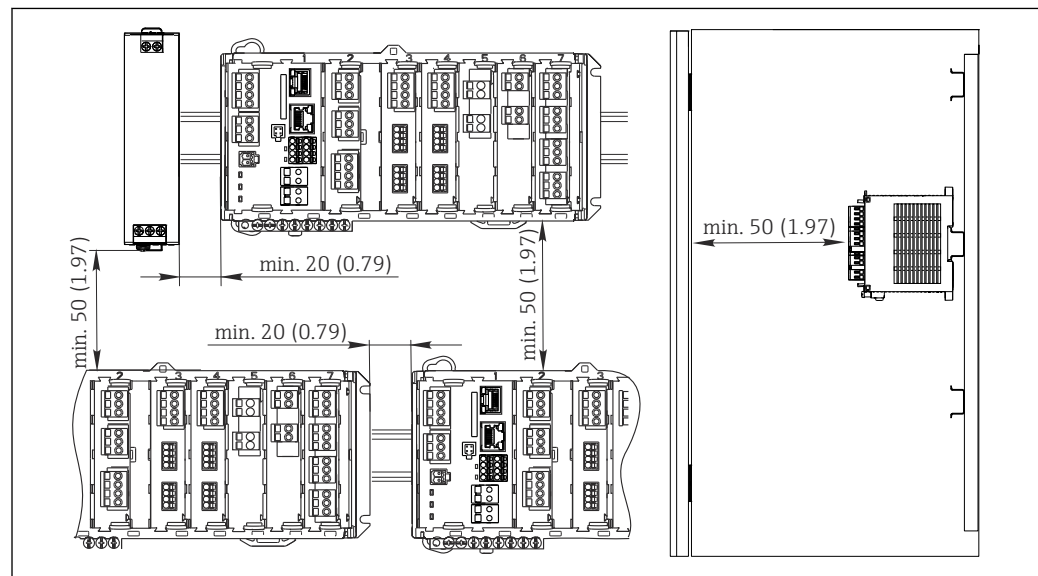 1 2 3 4 5 6 7
min. 50 (1.97)
min. 20 (0.79)
min. 50 (1.97)
min. 50 (1.97)
min. 20 (0.79)
2 3 4 5 6 7
1 2 3